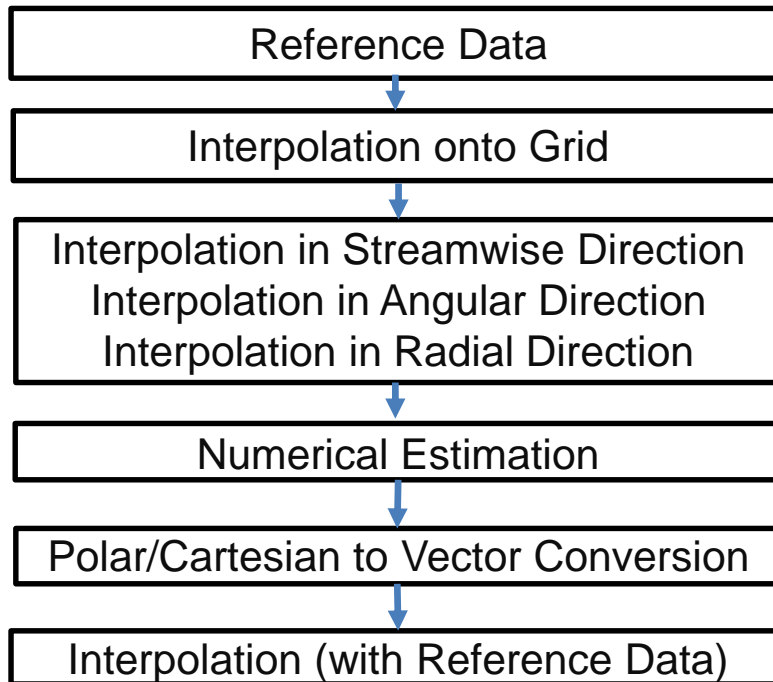 Reference Data
Interpolation onto Grid
Interpolation in Streamwise Direction
Interpolation in Angular Direction
Interpolation in Radial Direction
Numerical Estimation
Polar/Cartesian to Vector Conversion
Interpolation (with Reference Data)